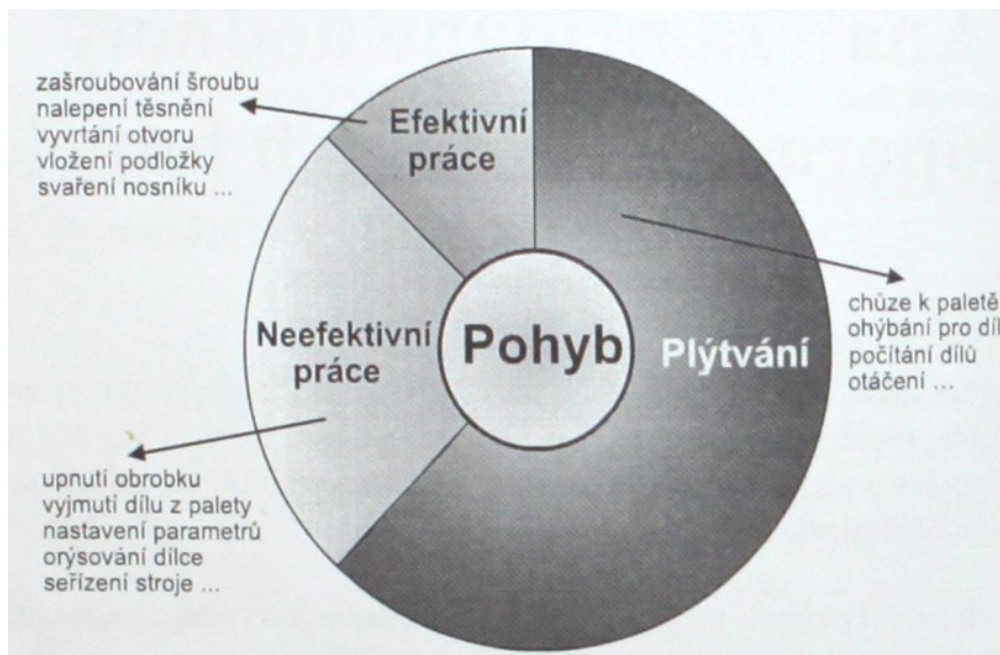 zašroubování šroubu
nalepení těsnění
vyvrtání otvoru
vložení podložky
svaření nosníku ...
Efektivní
práce
Neefektivní
práce
Pohyb
Plýtvání
chůze k paletě
ohýbání pro díl
počítání dílů
otáčení ...
upnutí obrobku
vyjmutí dílu z palety
nastavení parametrů
orýsování dílce
seřízení stroje ...